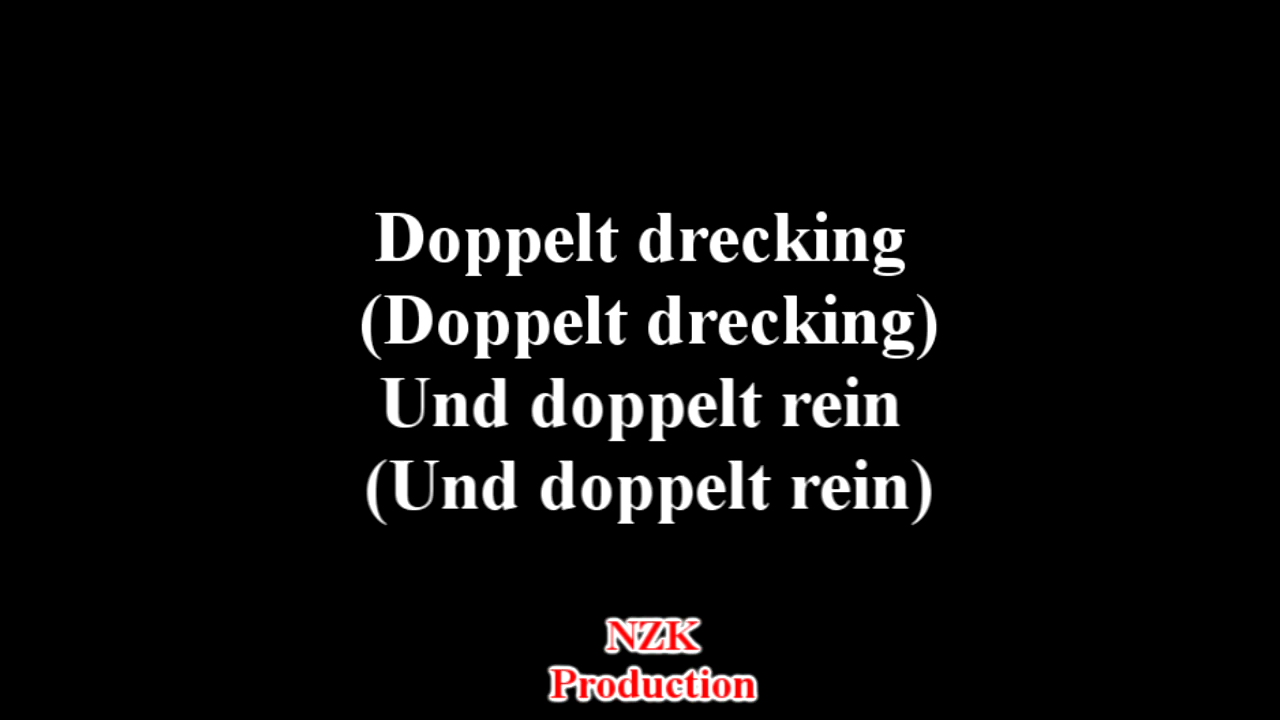 Doppelt drecking
(Doppelt drecking)
Und doppelt rein
(Und doppelt rein)
NZK
Production